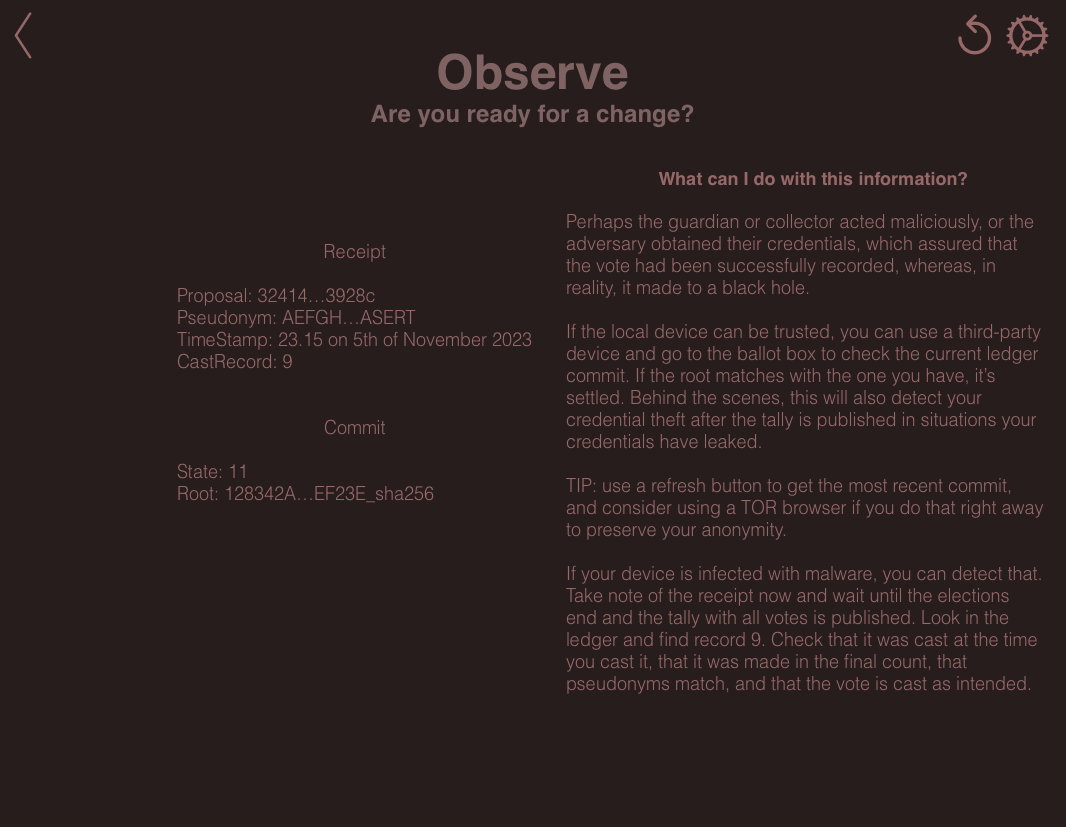 Observe
Are you ready for a change?
Receipt
Proposal: 32414...3928c
Pseudonym: AEFGH...ASERT
TimeStamp: 23.15 on 5th of November 2023
CastRecord: 9
Commit
State: 11
Root: 128342A...EF23E_sha256
What can I do with this information?
Perhaps the guardian or collector acted maliciously, or the
adversary obtained their credentials, which assured that
the vote had been successfully recorded, whereas, in
reality, it made to a black hole.
If the local device can be trusted, you can use a third-party
device and go to the ballot box to check the current ledger
commit. If the root matches with the one you have, it’s
settled. Behind the scenes, this will also detect your
credential theft after the tally is published in situations your
credentials have leaked.
TIP: use a refresh button to get the most recent commit,
and consider using a TOR browser if you do that right away
to preserve your anonymity.
If your device is infected with malware, you can detect that.
Take note of the receipt now and wait until the elections
end and the tally with all votes is published. Look in the
ledger and find record 9. Check that it was cast at the time
you cast it, that it was made in the final count, that
pseudonyms match, and that the vote is cast as intended.